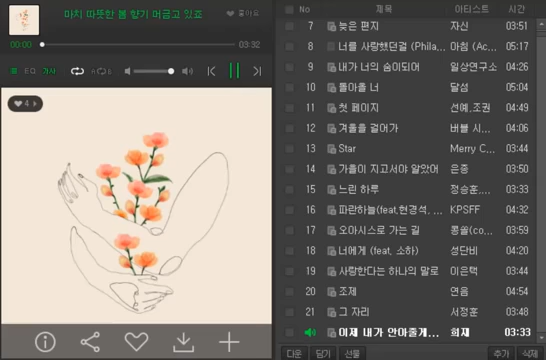 마치 따뜻한 봄 향기 머금고 있죠
좋아요
00:00
03:32
EQ 가사
A B
4
No 제목 아티스트 시간
7 늦은 편지 자산 03:51
8 너를 사랑했던걸 (Phila... 아침 (Ac... 05:17
9 내가 너의 숨이되어 일상연구소 04:26
10 돌아올 너 달섬 05:04
11 첫 페이지 선예,조권 04:49
12 겨울을 걸어가 버블 시... 04:06
13 Star Merry C... 03:44
14 가을이 지고서야 알았어 은종 03:50
15 느린 하루 정승훈,... 03:33
16 파란하늘(feat,현경석, ... KPSFF 04:32
17 오아시스로 가는 길 콩쏠(co... 03:59
18 너에게 (feat, 소하) 성단비 04:20
19 사랑한다는 하나의 말로 이은택 03:44
20 조제 연음 04:54
21 그 자리 서정훈 03:48
이제 내가 안아줄게... 희재 03:33
다운 담기 선물 추가 삭제